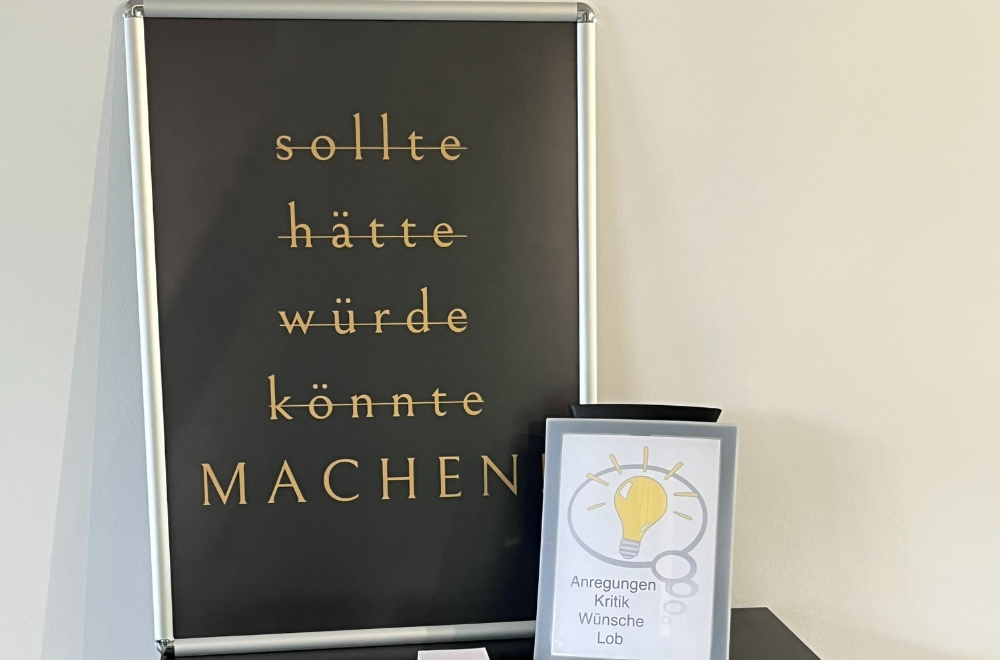 sollte
hätte
würde
könnte
MACHEN
Anregungen
Kritik
Wünsche
Lob